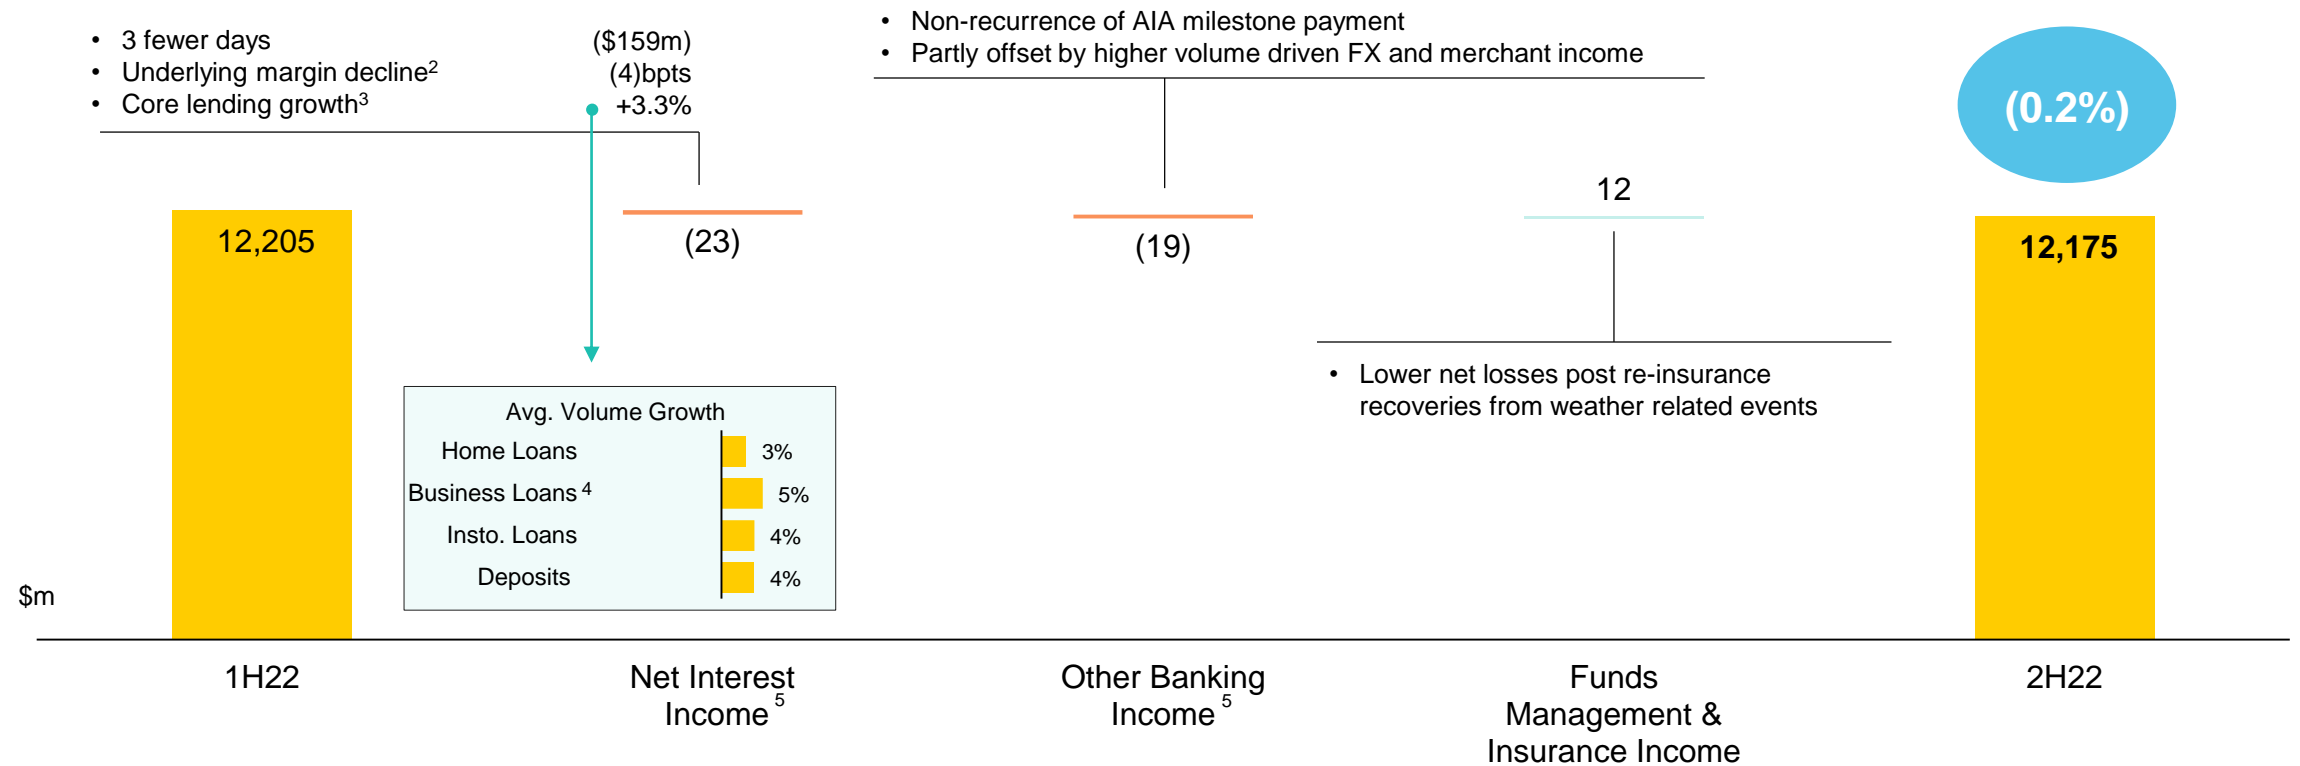 • 3 fewer days ($159m)
• Underlying margin decline² (4)bpts
• Core lending growth³ +3.3%
• Non-recurrence of AIA milestone payment
• Partly offset by higher volume driven FX and merchant income
(0.2%)
12,205
(23)
(19)
12
12,175
• Lower net losses post re-insurance
recoveries from weather related events
Avg. Volume Growth
Home Loans 3%
Business Loans 4 5%
Insto. Loans 4%
Deposits 4%
$m
1H22
Net Interest
Income 5
Other Banking
Income 5
Funds
Management &
Insurance Income
2H22